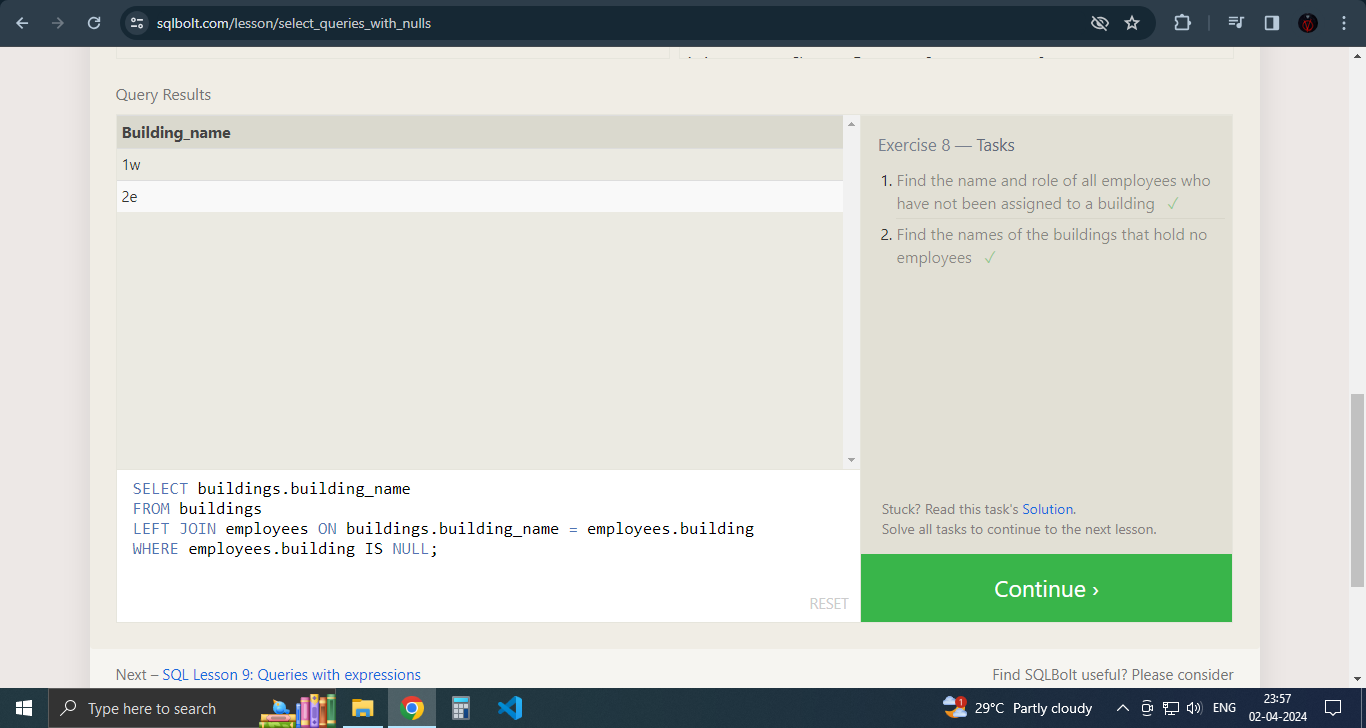 sqlbolt.com/lesson/select_queries_with_nulls
Query Results
Building_name
1w
2e
Exercise 8 — Tasks
1. Find the name and role of all employees who
have not been assigned to a building ✓
2. Find the names of the buildings that hold no
employees ✓
SELECT buildings.building_name
FROM buildings
LEFT JOIN employees ON buildings.building_name = employees.building
WHERE employees.building IS NULL;
RESET
Stuck? Read this task's Solution.
Solve all tasks to continue to the next lesson.
Continue ›
Next – SQL Lesson 9: Queries with expressions
Find SQLBolt useful? Please consider
Type here to search
1
29°C Partly cloudy
ENG
23:57
02-04-2024